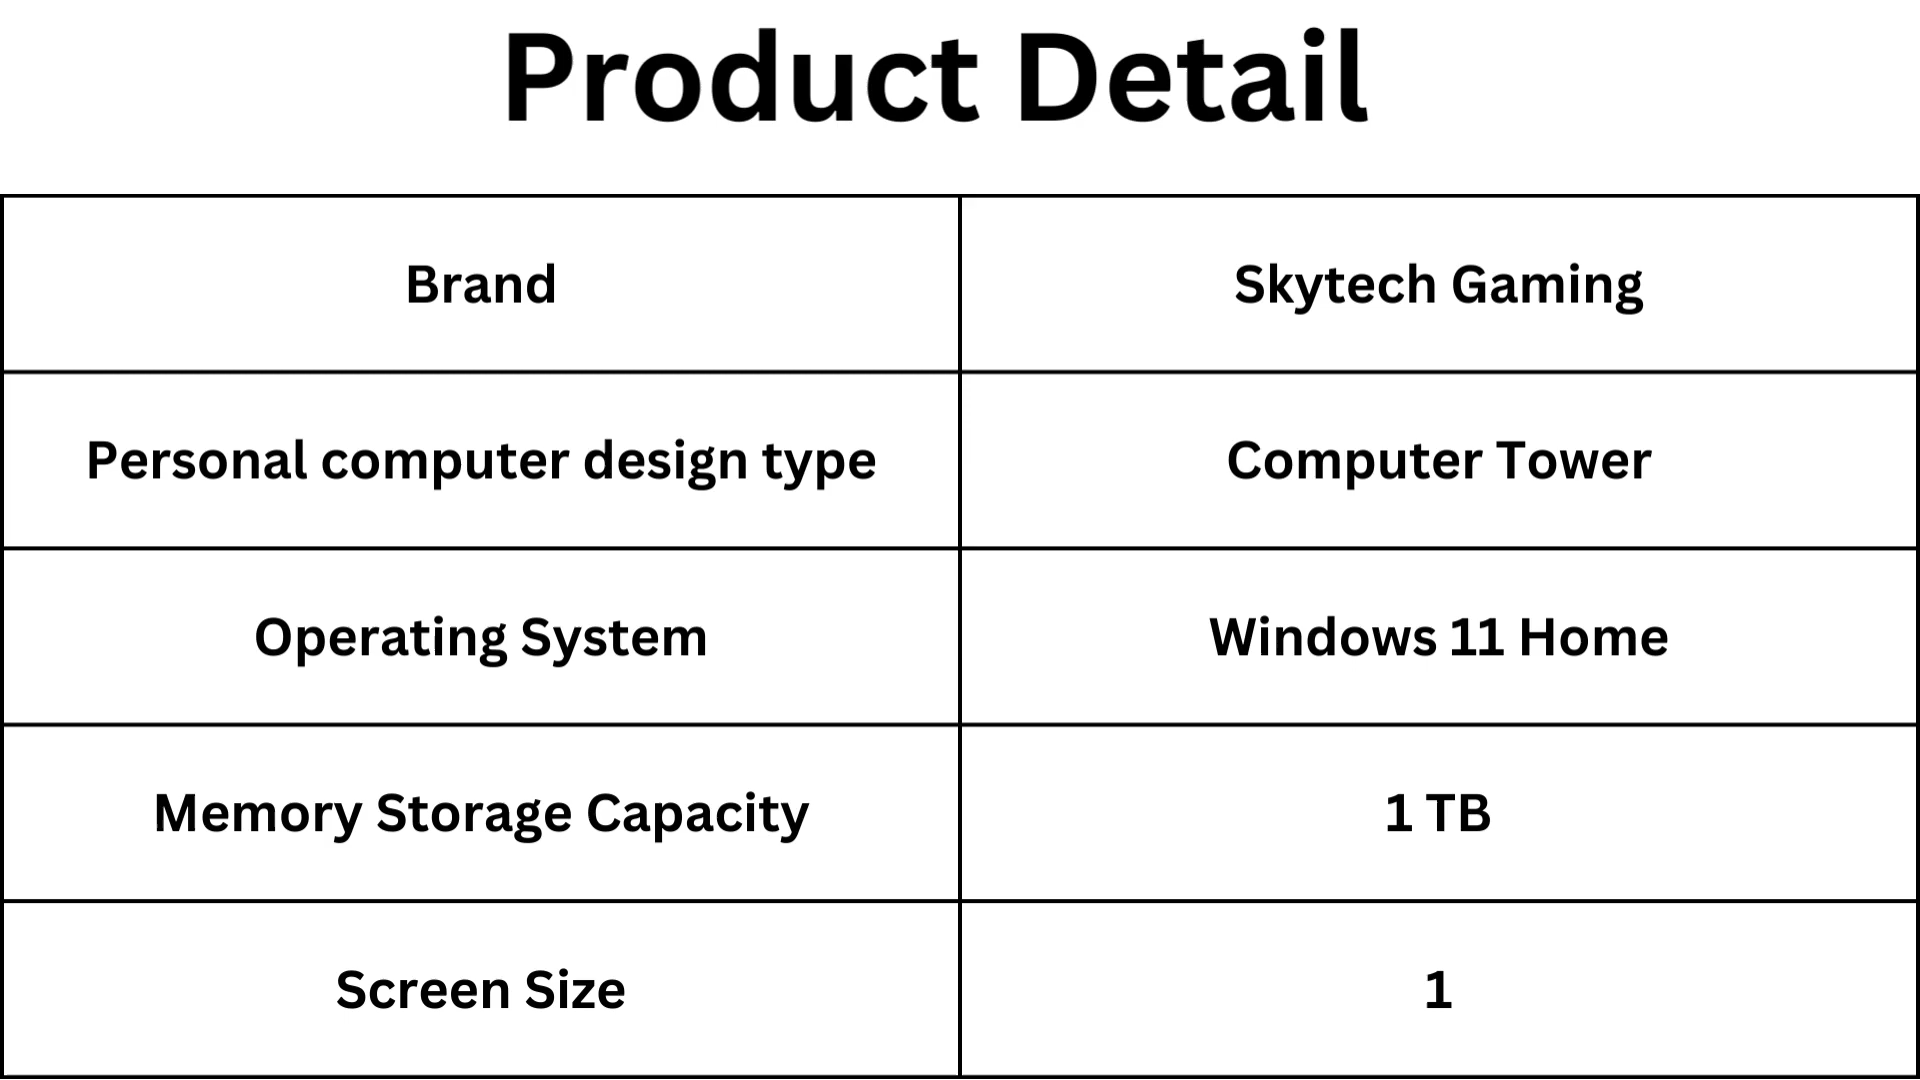 Product Detail
Brand
Skytech Gaming
Personal computer design type
Computer Tower
Operating System
Windows 11 Home
Memory Storage Capacity
1 TB
Screen Size
1